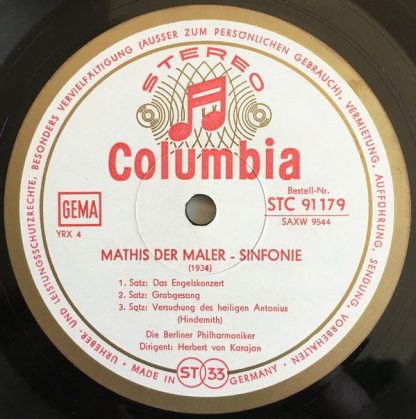 URHEBER- UND LEISTUNGSSCHUTZRECHTE, BESONDERS VERVIELFÄLTIGUNG (AUSSER ZUM PERSÖNLICHEN GEBRAUCH), VERMIETUNG, AUFFÜHRUNG, SENDUNG, VORBEHALTEN
STEREO
Columbia
GEMA
YRX 4
Bestell-Nr.
STC 91179
SAXW 9544
MATHIS DER MALER - SINFONIE
(1934)
1. Satz: Das Engelskonzert
2. Satz: Grabgesang
3. Satz: Versuchung des heiligen Antonius
(Hindemith)
Die Berliner Philharmoniker
Dirigent: Herbert von Karajan
MADE IN ST 33 GERMANY